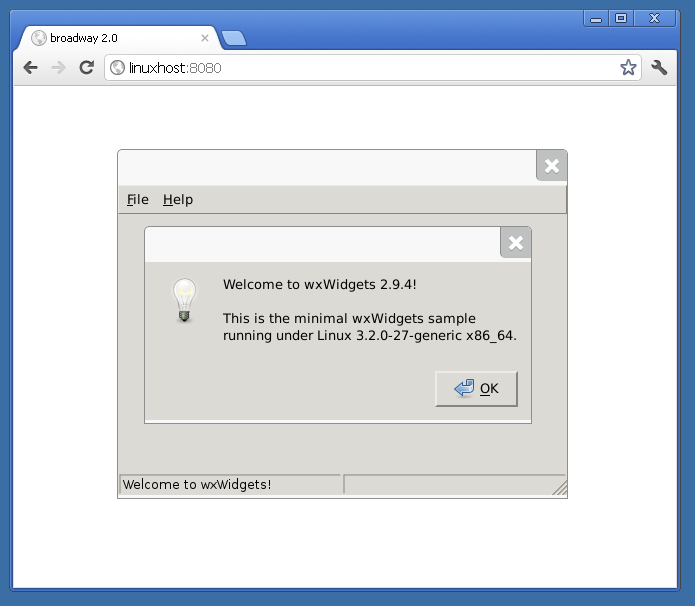 broadway 2.0
linuxhost:8080
File Help
Welcome to wxWidgets 2.9.4!
This is the minimal wxWidgets sample
running under Linux 3.2.0-27-generic x86_64.
OK
Welcome to wxWidgets!